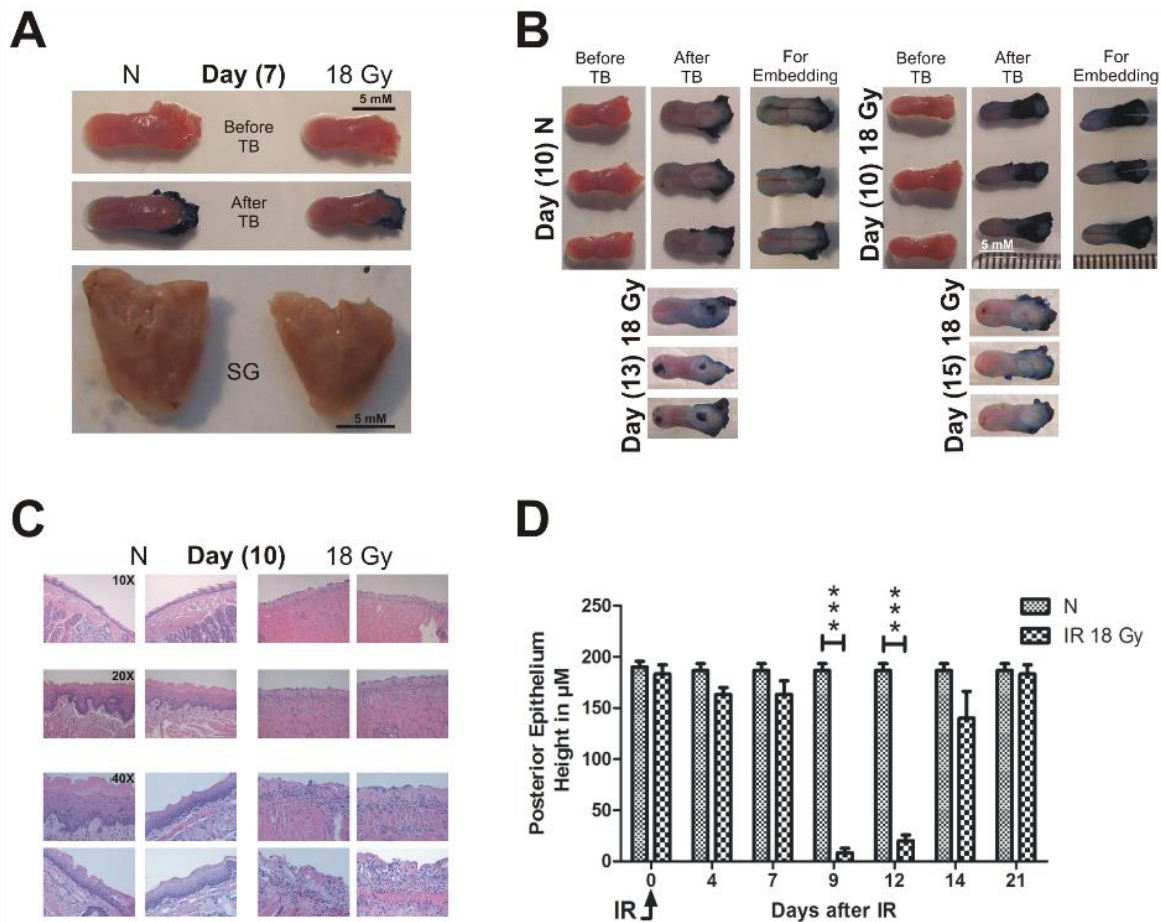 A
N Day (7) 18 Gy
5 mM
Before
TB
After
TB
SG
5 mM
B
Before
TB
After
TB
For
Embedding
Before
TB
After
TB
For
Embedding
Day (10) N
Day (10) 18 Gy
5 mM
Day (13) 18 Gy
Day (15) 18 Gy
C
N Day (10) 18 Gy
10X
20X
40X
D
N
IR 18 Gy
Posterior Epithelium
Height in µM
250
200
150
100
50
0
***
***
0 4 7 9 12 14 21
IR
Days after IR